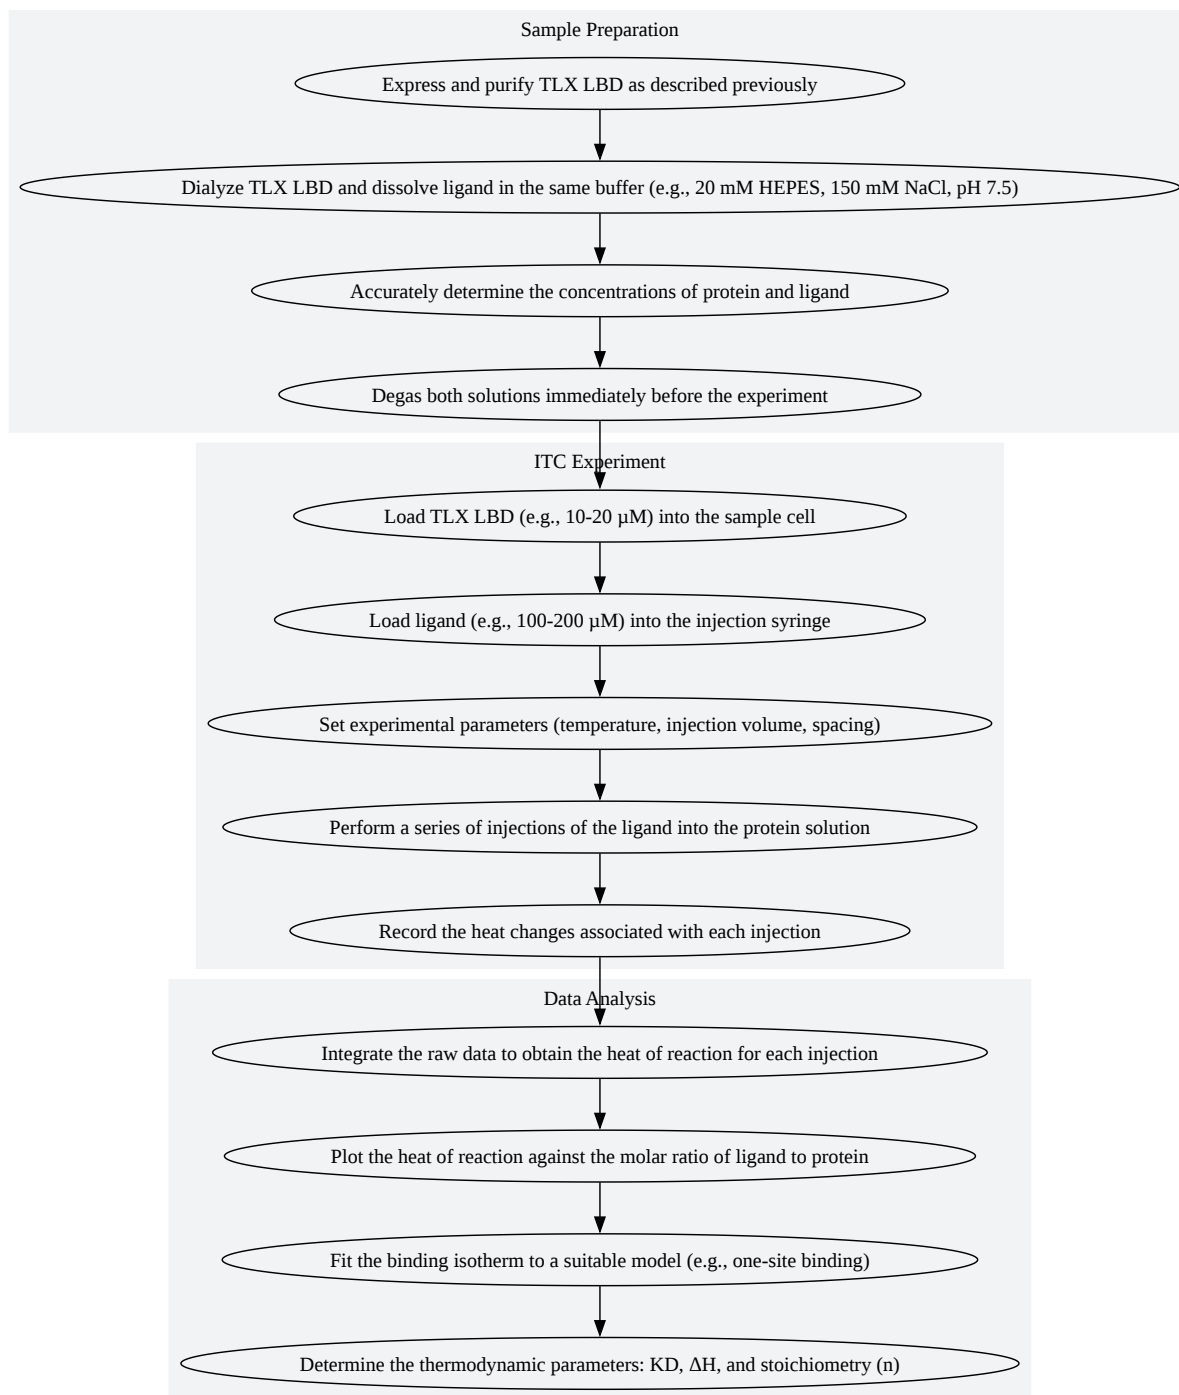 Sample Preparation
Express and purify TLX LBD as described previously
Dialyze TLX LBD and dissolve ligand in the same buffer (e.g., 20 mM HEPES, 150 mM NaCl, pH 7.5)
Accurately determine the concentrations of protein and ligand
Degas both solutions immediately before the experiment
ITC Experiment
Load TLX LBD (e.g., 10-20 µM) into the sample cell
Load ligand (e.g., 100-200 µM) into the injection syringe
Set experimental parameters (temperature, injection volume, spacing)
Perform a series of injections of the ligand into the protein solution
Record the heat changes associated with each injection
Data Analysis
Integrate the raw data to obtain the heat of reaction for each injection
Plot the heat of reaction against the molar ratio of ligand to protein
Fit the binding isotherm to a suitable model (e.g., one-site binding)
Determine the thermodynamic parameters: KD, ΔH, and stoichiometry (n)